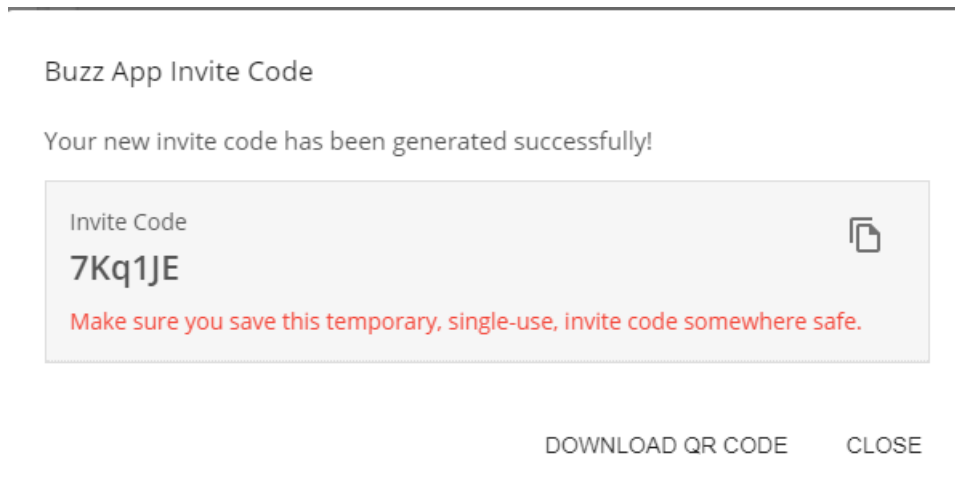 Buzz App Invite Code
Your new invite code has been generated successfully!
Invite Code
7Kq1JE
Make sure you save this temporary, single-use, invite code somewhere safe.
DOWNLOAD QR CODE CLOSE